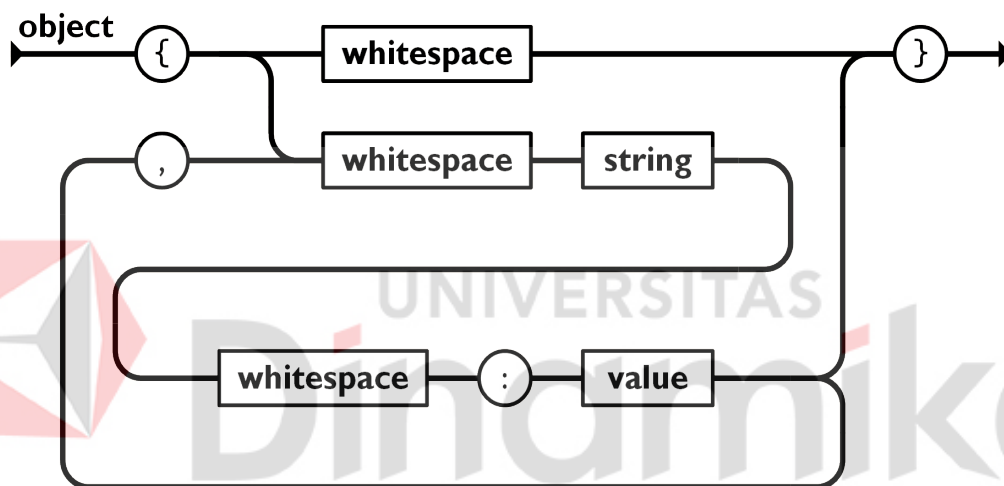 object
{ whitespace }
, whitespace string
UNIVERSITAS
Dinamika
whitespace : value